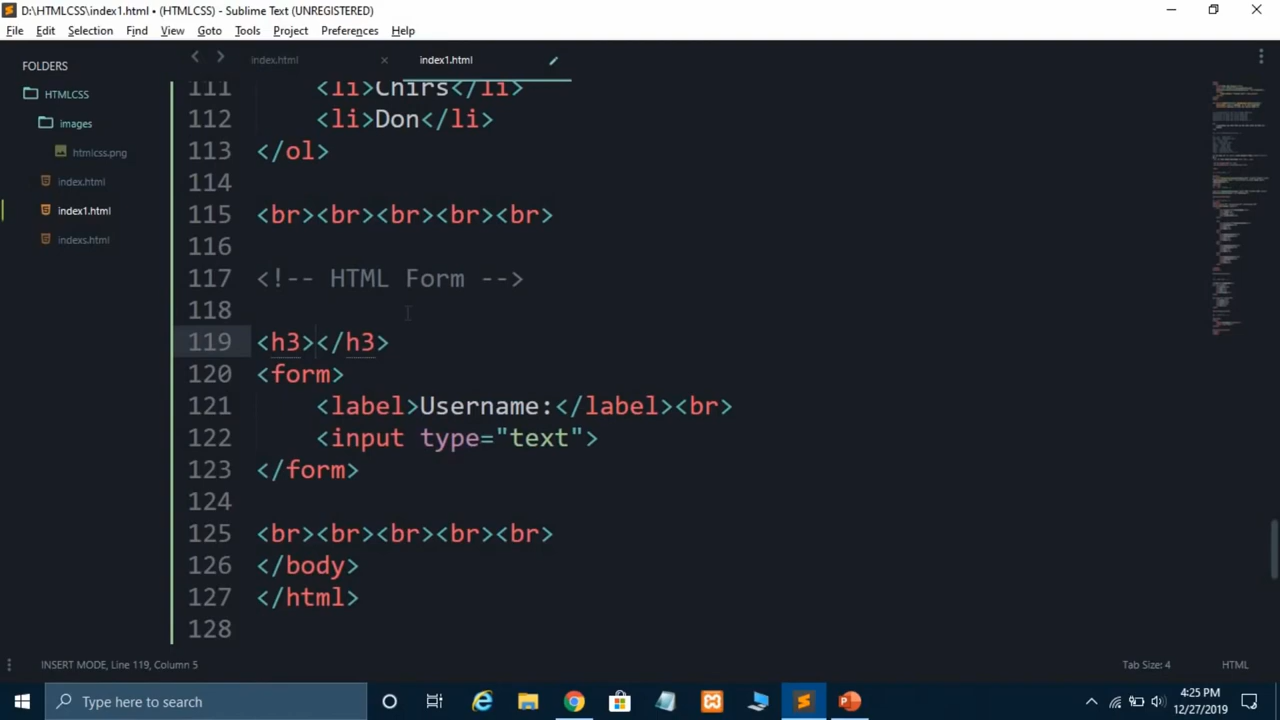 D:\HTMLCSS\index1.html • (HTMLCSS) - Sublime Text (UNREGISTERED)
File Edit Selection Find View Goto Tools Project Preferences Help
FOLDERS
HTMLCSS
images
htmlcss.png
index.html
index1.html
indexs.html
index.html
index1.html
111 <li>Chirs</li>
112 <li>Don</li>
113 </ol>
114
115 <br><br><br><br><br>
116
117 <!-- HTML Form -->
118
119 <h3></h3>
120 <form>
121 <label>Username:</label><br>
122 <input type="text">
123 </form>
124
125 <br><br><br><br><br>
126 </body>
127 </html>
128
INSERT MODE, Line 119, Column 5
Tab Size: 4
HTML
Type here to search
4:25 PM
12/27/2019